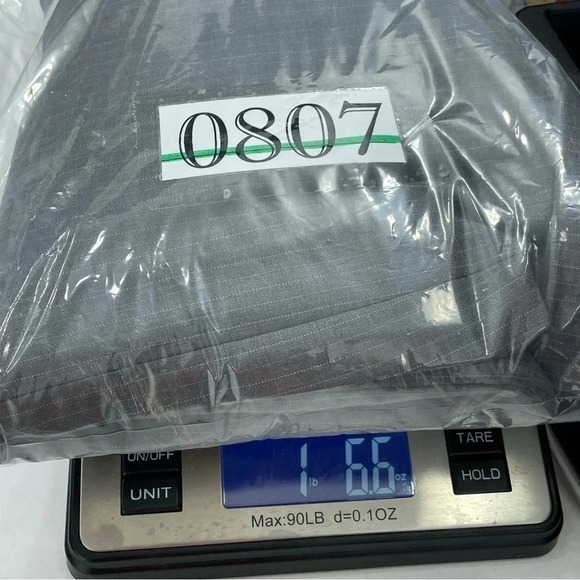 0807
ON/OFF
UNIT
1 lb 6.6 oz
TARE
HOLD
Max:90LB d=0.1OZ